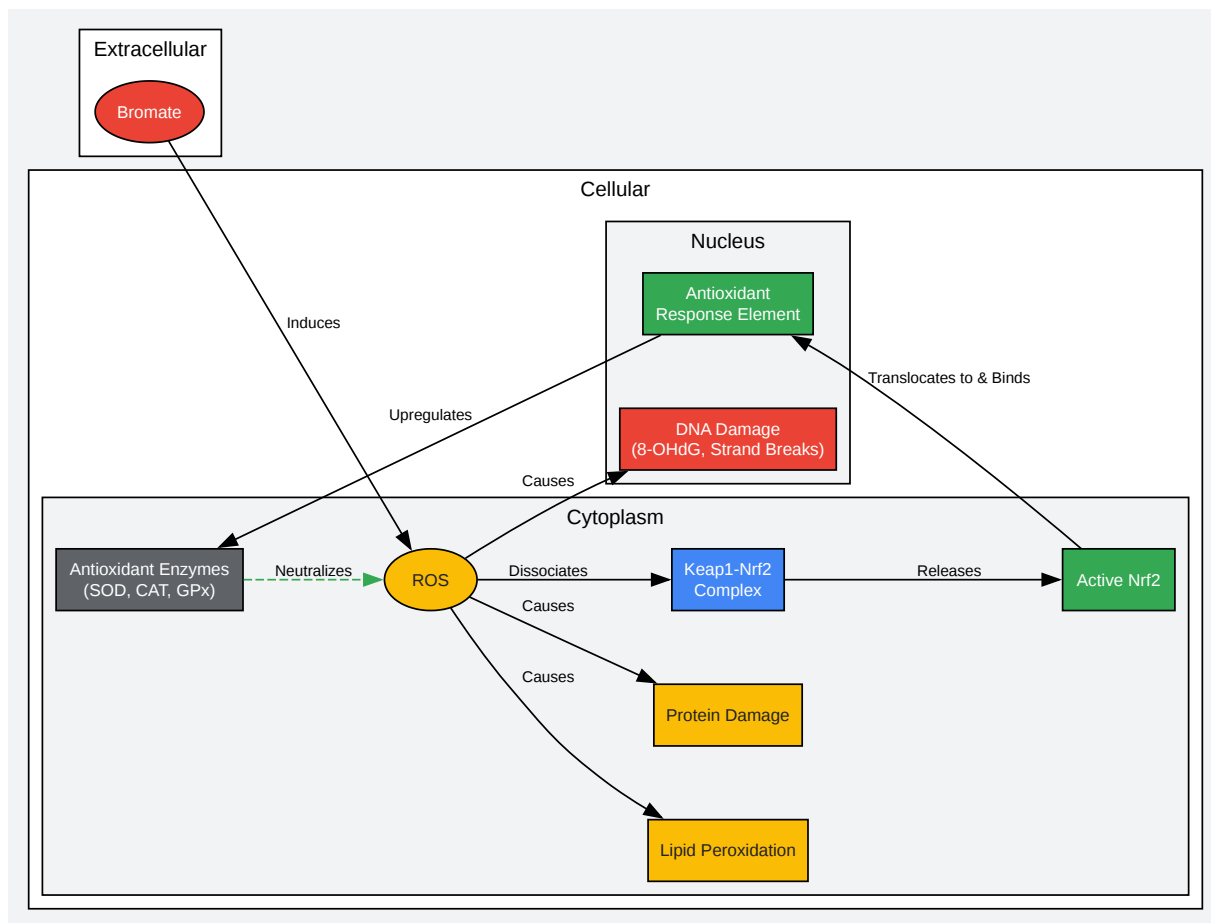 Extracellular
Bromate
Cellular
Nucleus
Antioxidant
Response Element
Induces
Translocates to & Binds
Upregulates
DNA Damage
(8-OHdG, Strand Breaks)
Causes
Cytoplasm
Antioxidant Enzymes
(SOD, CAT, GPx)
Neutralizes
ROS
Dissociates
Keap1-Nrf2
Complex
Releases
Active Nrf2
Causes
Causes
Protein Damage
Lipid Peroxidation